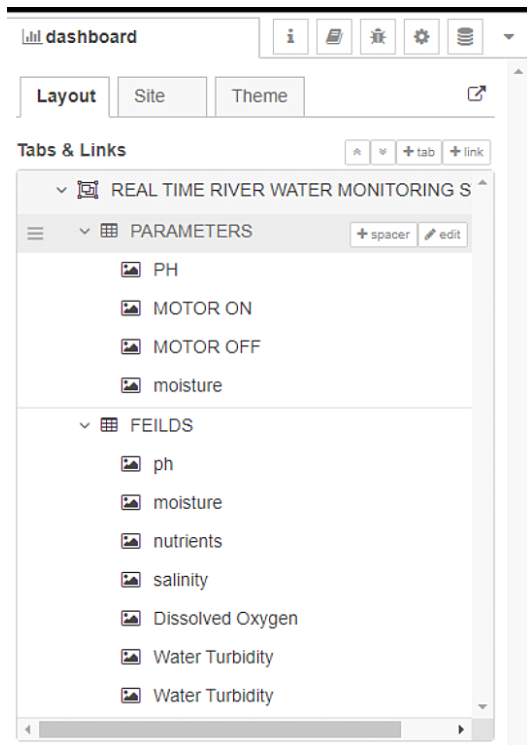 dashboard
i
Layout
Site
Theme
Tabs & Links
+ tab
+ link
REAL TIME RIVER WATER MONITORING S
PARAMETERS
+ spacer
edit
PH
MOTOR ON
MOTOR OFF
moisture
FEILDS
ph
moisture
nutrients
salinity
Dissolved Oxygen
Water Turbidity
Water Turbidity